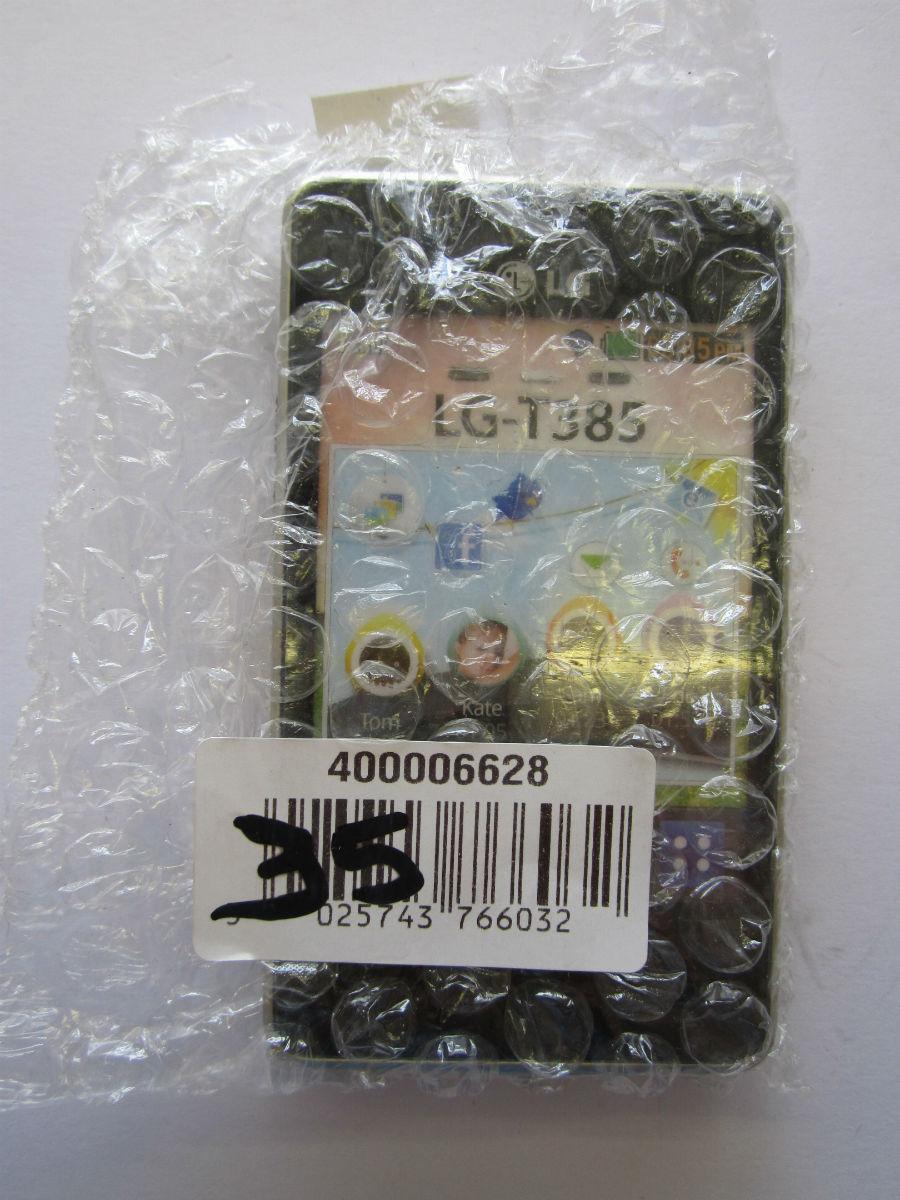 LG
LG-T385
f
Tom
Kate
400006628
35
025743 766032